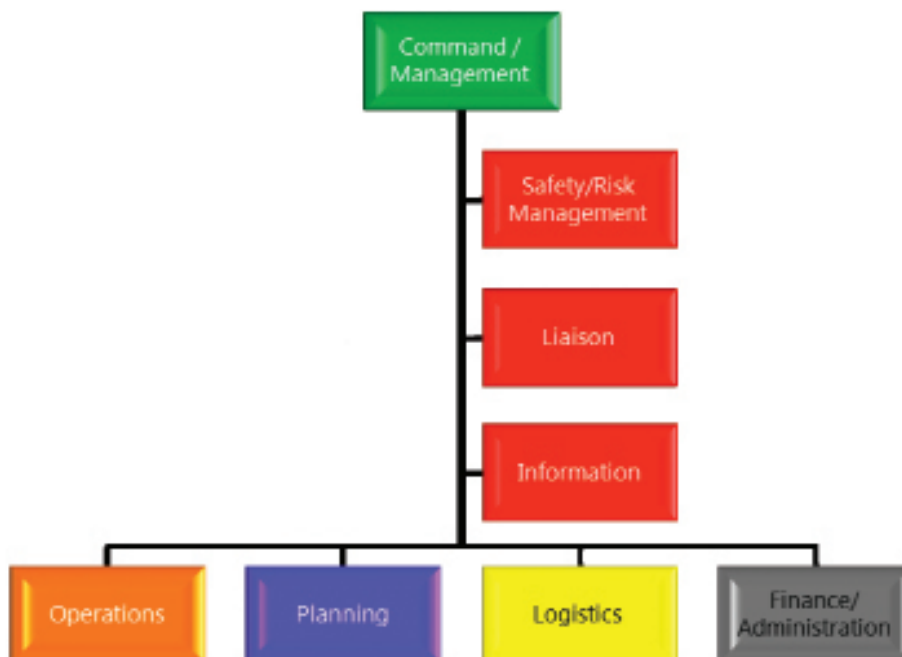 Command /
Management
Safety/Risk
Management
Liaison
Information
Operations
Planning
Logistics
Finance/
Administration